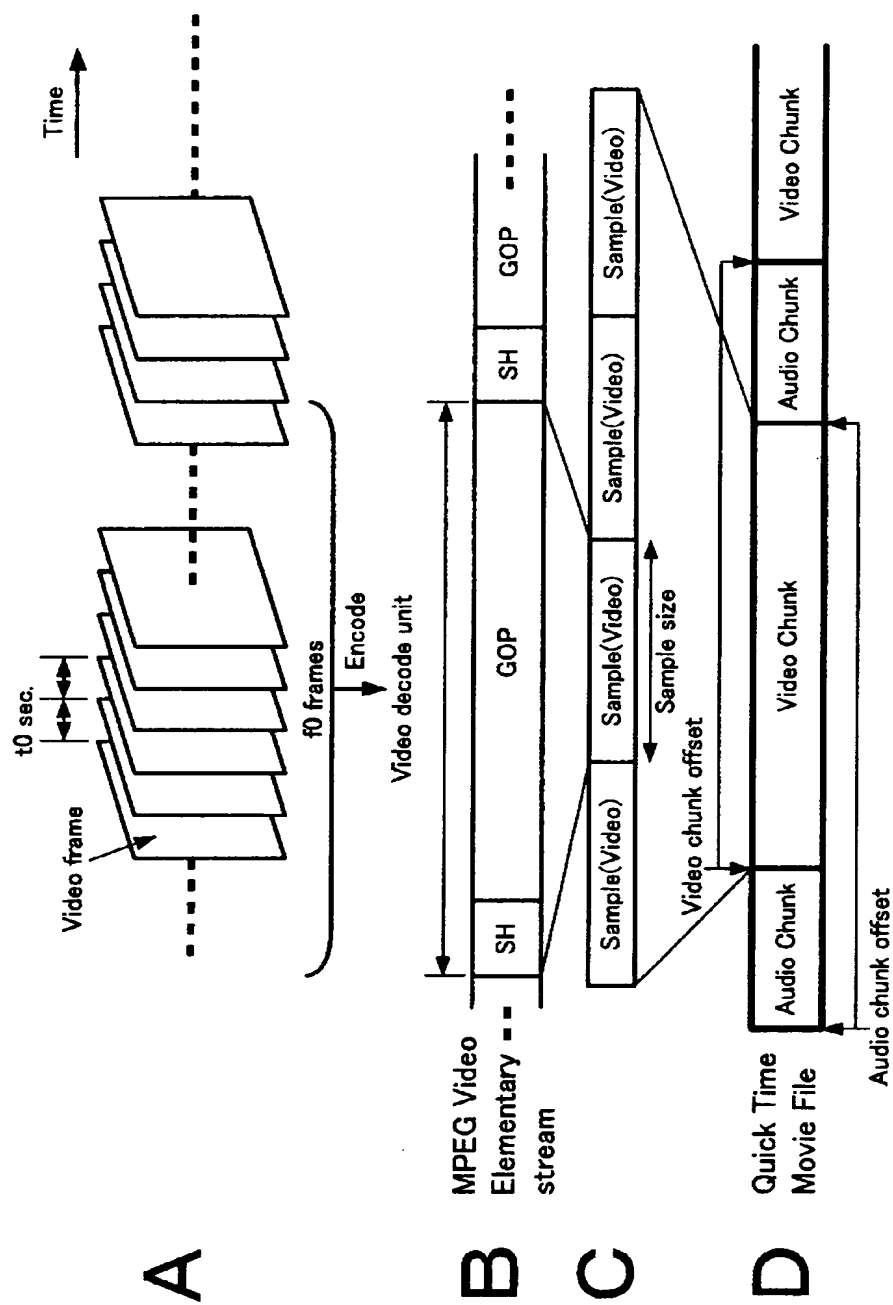 A
Time
t0 sec.
Video frame
f0 frames
Encode
Video decode unit
B
MPEG Video
Elementary
stream
SH
GOP
SH
GOP
C
Sample(Video)
Sample(Video)
Sample(Video)
Sample(Video)
Sample size
Video chunk offset
D
Quick Time
Movie File
Audio Chunk
Video Chunk
Audio Chunk
Video Chunk
Audio chunk offset